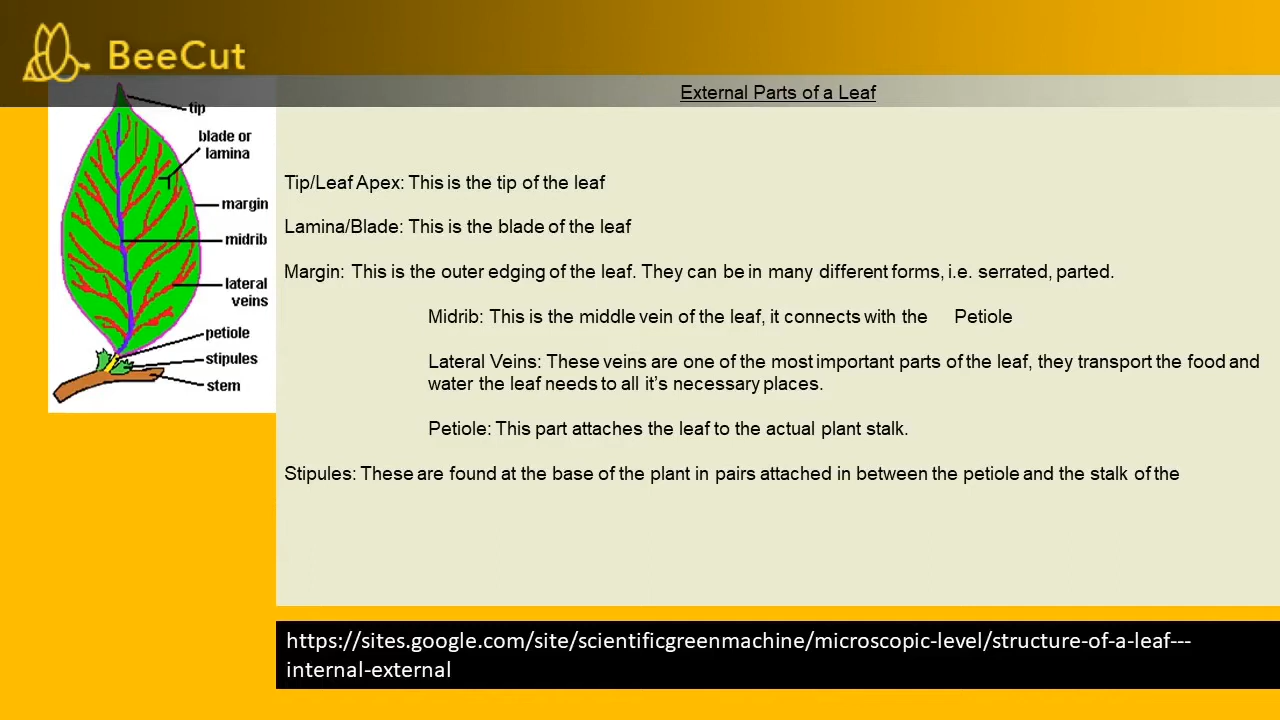 BeeCut
External Parts of a Leaf
tip
blade or
lamina
margin
midrib
lateral
veins
petiole
stipules
stem
Tip/Leaf Apex: This is the tip of the leaf
Lamina/Blade: This is the blade of the leaf
Margin: This is the outer edging of the leaf. They can be in many different forms, i.e. serrated, parted.
Midrib: This is the middle vein of the leaf, it connects with the Petiole
Lateral Veins: These veins are one of the most important parts of the leaf, they transport the food and
water the leaf needs to all it's necessary places.
Petiole: This part attaches the leaf to the actual plant stalk.
Stipules: These are found at the base of the plant in pairs attached in between the petiole and the stalk of the
https://sites.google.com/site/scientificgreenmachine/microscopic-level/structure-of-a-leaf---
internal-external